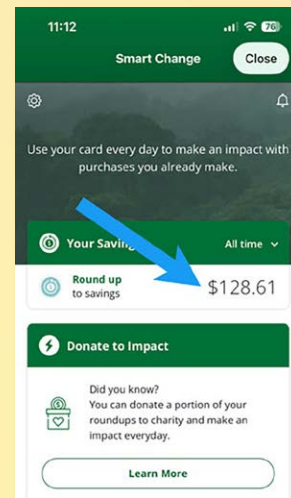 11:12
76
Smart Change
Close
Use your card every day to make an impact with
purchases you already make.
Your Savin
All time
Round up
to savings
$128.61
Donate to Impact
Did you know?
You can donate a portion of your
roundups to charity and make an
impact everyday.
Learn More